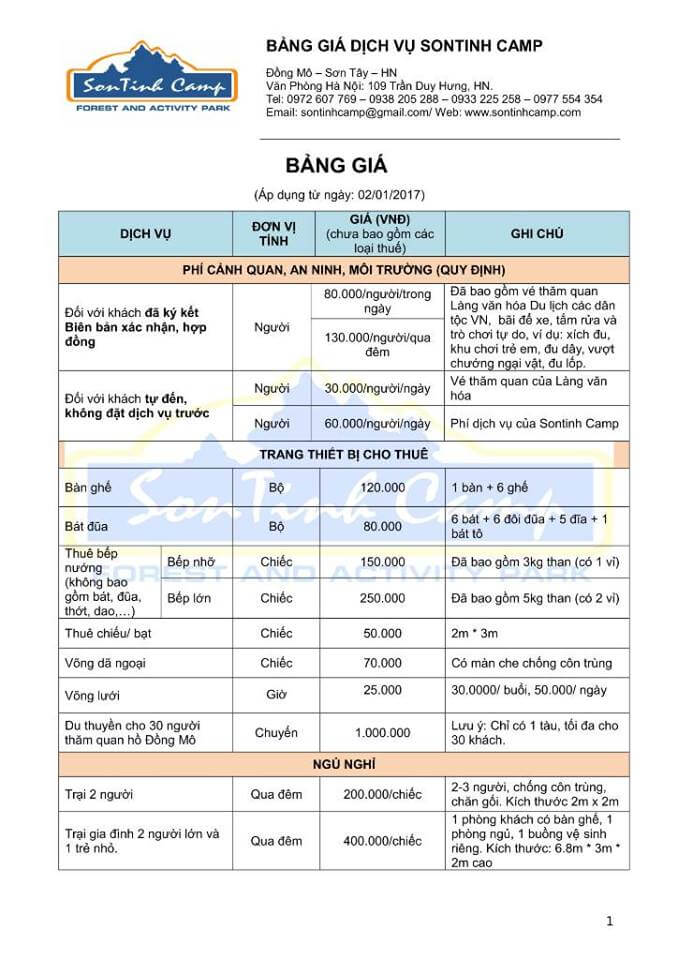 SonTinh Camp
FOREST AND ACTIVITY PARK
BẢNG GIÁ DỊCH VỤ SONTINH CAMP
Đồng Mô – Sơn Tây – HN
Văn Phòng Hà Nội: 109 Trần Duy Hưng, HN.
Tel: 0972 607 769 – 0938 205 288 – 0933 225 258 – 0977 554 354
Email: sontinhcamp@gmail.com/ Web: www.sontinhcamp.com
BẢNG GIÁ
(Áp dụng từ ngày: 02/01/2017)
DỊCH VỤ
ĐƠN VỊ
TÍNH
GIÁ (VNĐ)
(chưa bao gồm các
loại thuế)
GHI CHÚ
PHÍ CẢNH QUAN, AN NINH, MÔI TRƯỜNG (QUY ĐỊNH)
Đối với khách đã ký kết
Biên bản xác nhận, hợp
đồng
Người
80.000/người/trong
ngày
130.000/người/qua
đêm
Đã bao gồm vé thăm quan
Làng văn hóa Du lịch các dân
tộc VN, bãi để xe, tắm rửa và
trò chơi tự do, ví dụ: xích đu,
khu chơi trẻ em, đu dây, vượt
chướng ngại vật, đu lốp.
Đối với khách tự đến,
không đặt dịch vụ trước
Người
30.000/người/ngày
Vé thăm quan của Làng văn
hóa
Người
60.000/người/ngày
Phí dịch vụ của Sontinh Camp
TRANG THIẾT BỊ CHO THUÊ
Bàn ghế
Bộ
120.000
1 bàn + 6 ghế
Bát đũa
Bộ
80.000
6 bát + 6 đôi đũa + 5 đĩa + 1
bát tô
Thuê bếp
nướng
(không bao
gồm bát, đũa,
thớt, dao,…)
Bếp nhỡ
Chiếc
150.000
Đã bao gồm 3kg than (có 1 vỉ)
Bếp lớn
Chiếc
250.000
Đã bao gồm 5kg than (có 2 vỉ)
Thuê chiếu/ bạt
Chiếc
50.000
2m * 3m
Võng dã ngoại
Chiếc
70.000
Có màn che chống côn trùng
Võng lưới
Giờ
25.000
30.0000/ buổi, 50.000/ ngày
Du thuyền cho 30 người
thăm quan hồ Đồng Mô
Chuyến
1.000.000
Lưu ý: Chỉ có 1 tàu, tối đa cho
30 khách.
NGỦ NGHỈ
Trại 2 người
Qua đêm
200.000/chiếc
2-3 người, chống côn trùng,
chăn gối. Kích thước 2m x 2m
Trại gia đình 2 người lớn và
1 trẻ nhỏ.
Qua đêm
400.000/chiếc
1 phòng khách có bàn ghế, 1
phòng ngủ, 1 buồng vệ sinh
riêng. Kích thước: 6.8m * 3m *
2m cao
SonTinh Camp
FOREST AND ACTIVITY PARK
1